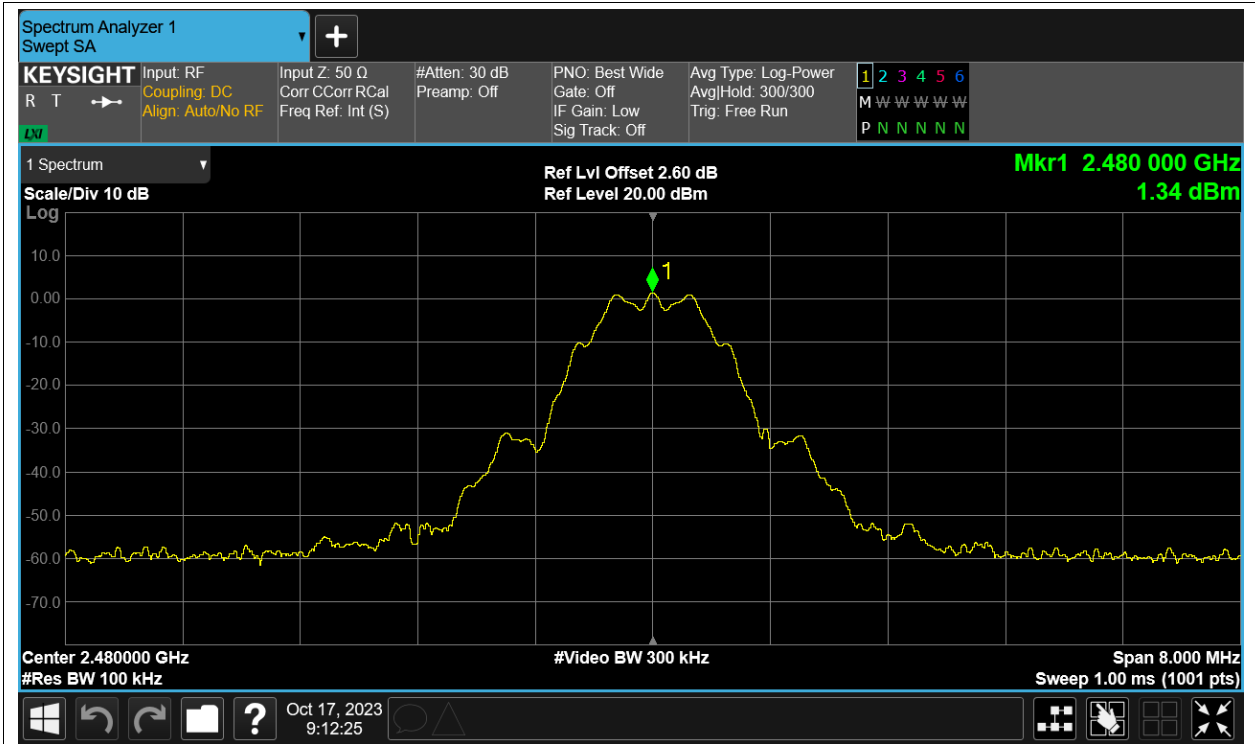 Spectrum Analyzer 1
Swept SA
+
KEYSIGHT
R T
LXI
Input: RF
Coupling: DC
Align: Auto/No RF
Input Z: 50 Ω
Corr CCorr RCal
Freq Ref: Int (S)
#Atten: 30 dB
Preamp: Off
PNO: Best Wide
Gate: Off
IF Gain: Low
Sig Track: Off
Avg Type: Log-Power
Avg|Hold: 300/300
Trig: Free Run
1 2 3 4 5 6
M W W W W W
P N N N N N
1 Spectrum
Scale/Div 10 dB
Log
Ref Lvl Offset 2.60 dB
Ref Level 20.00 dBm
Mkr1 2.480 000 GHz
1.34 dBm
1
10.0
0.00
-10.0
-20.0
-30.0
-40.0
-50.0
-60.0
-70.0
Center 2.480000 GHz
#Res BW 100 kHz
#Video BW 300 kHz
Span 8.000 MHz
Sweep 1.00 ms (1001 pts)
?
Oct 17, 2023
9:12:25